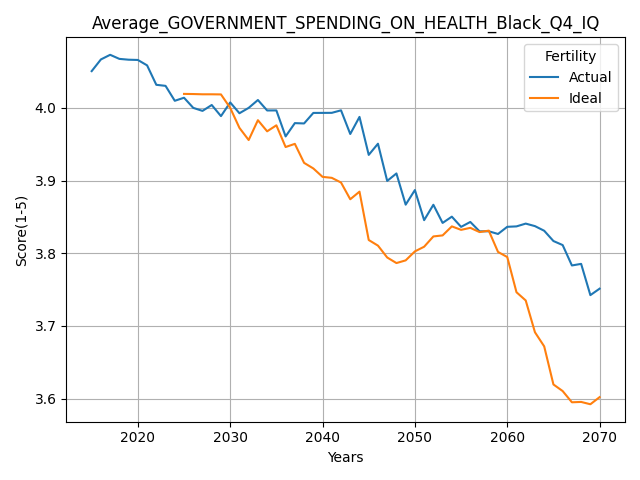 Average_GOVERNMENT_SPENDING_ON_HEALTH_Black_Q4_IQ
Fertility
Actual
Ideal
Score(1-5)
4.0
3.9
3.8
3.7
3.6
2020 2030 2040 2050 2060 2070
Years